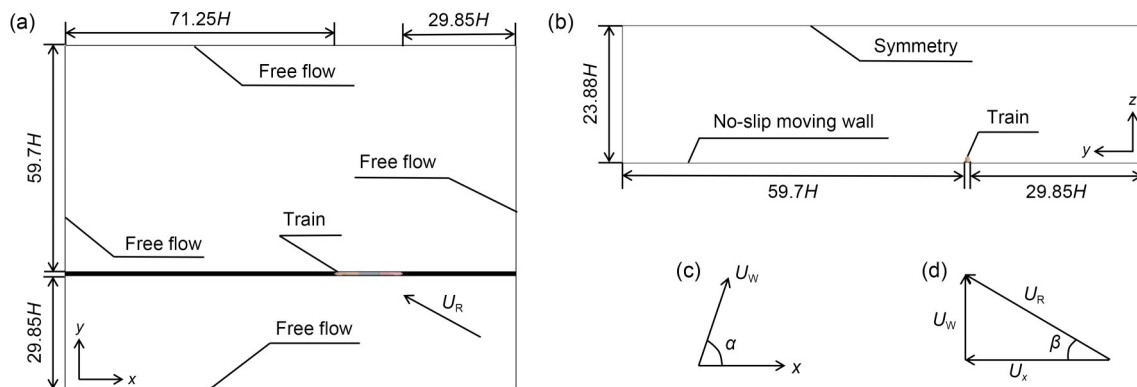 (a)
71.25H
29.85H
Free flow
59.7H
Free flow
Train
Free flow
U_R
29.85H
Free flow
y
x
(b)
Symmetry
23.88H
No-slip moving wall
Train
z
y
59.7H
29.85H
(c)
U_W
α
x
(d)
U_R
U_W
β
U_x